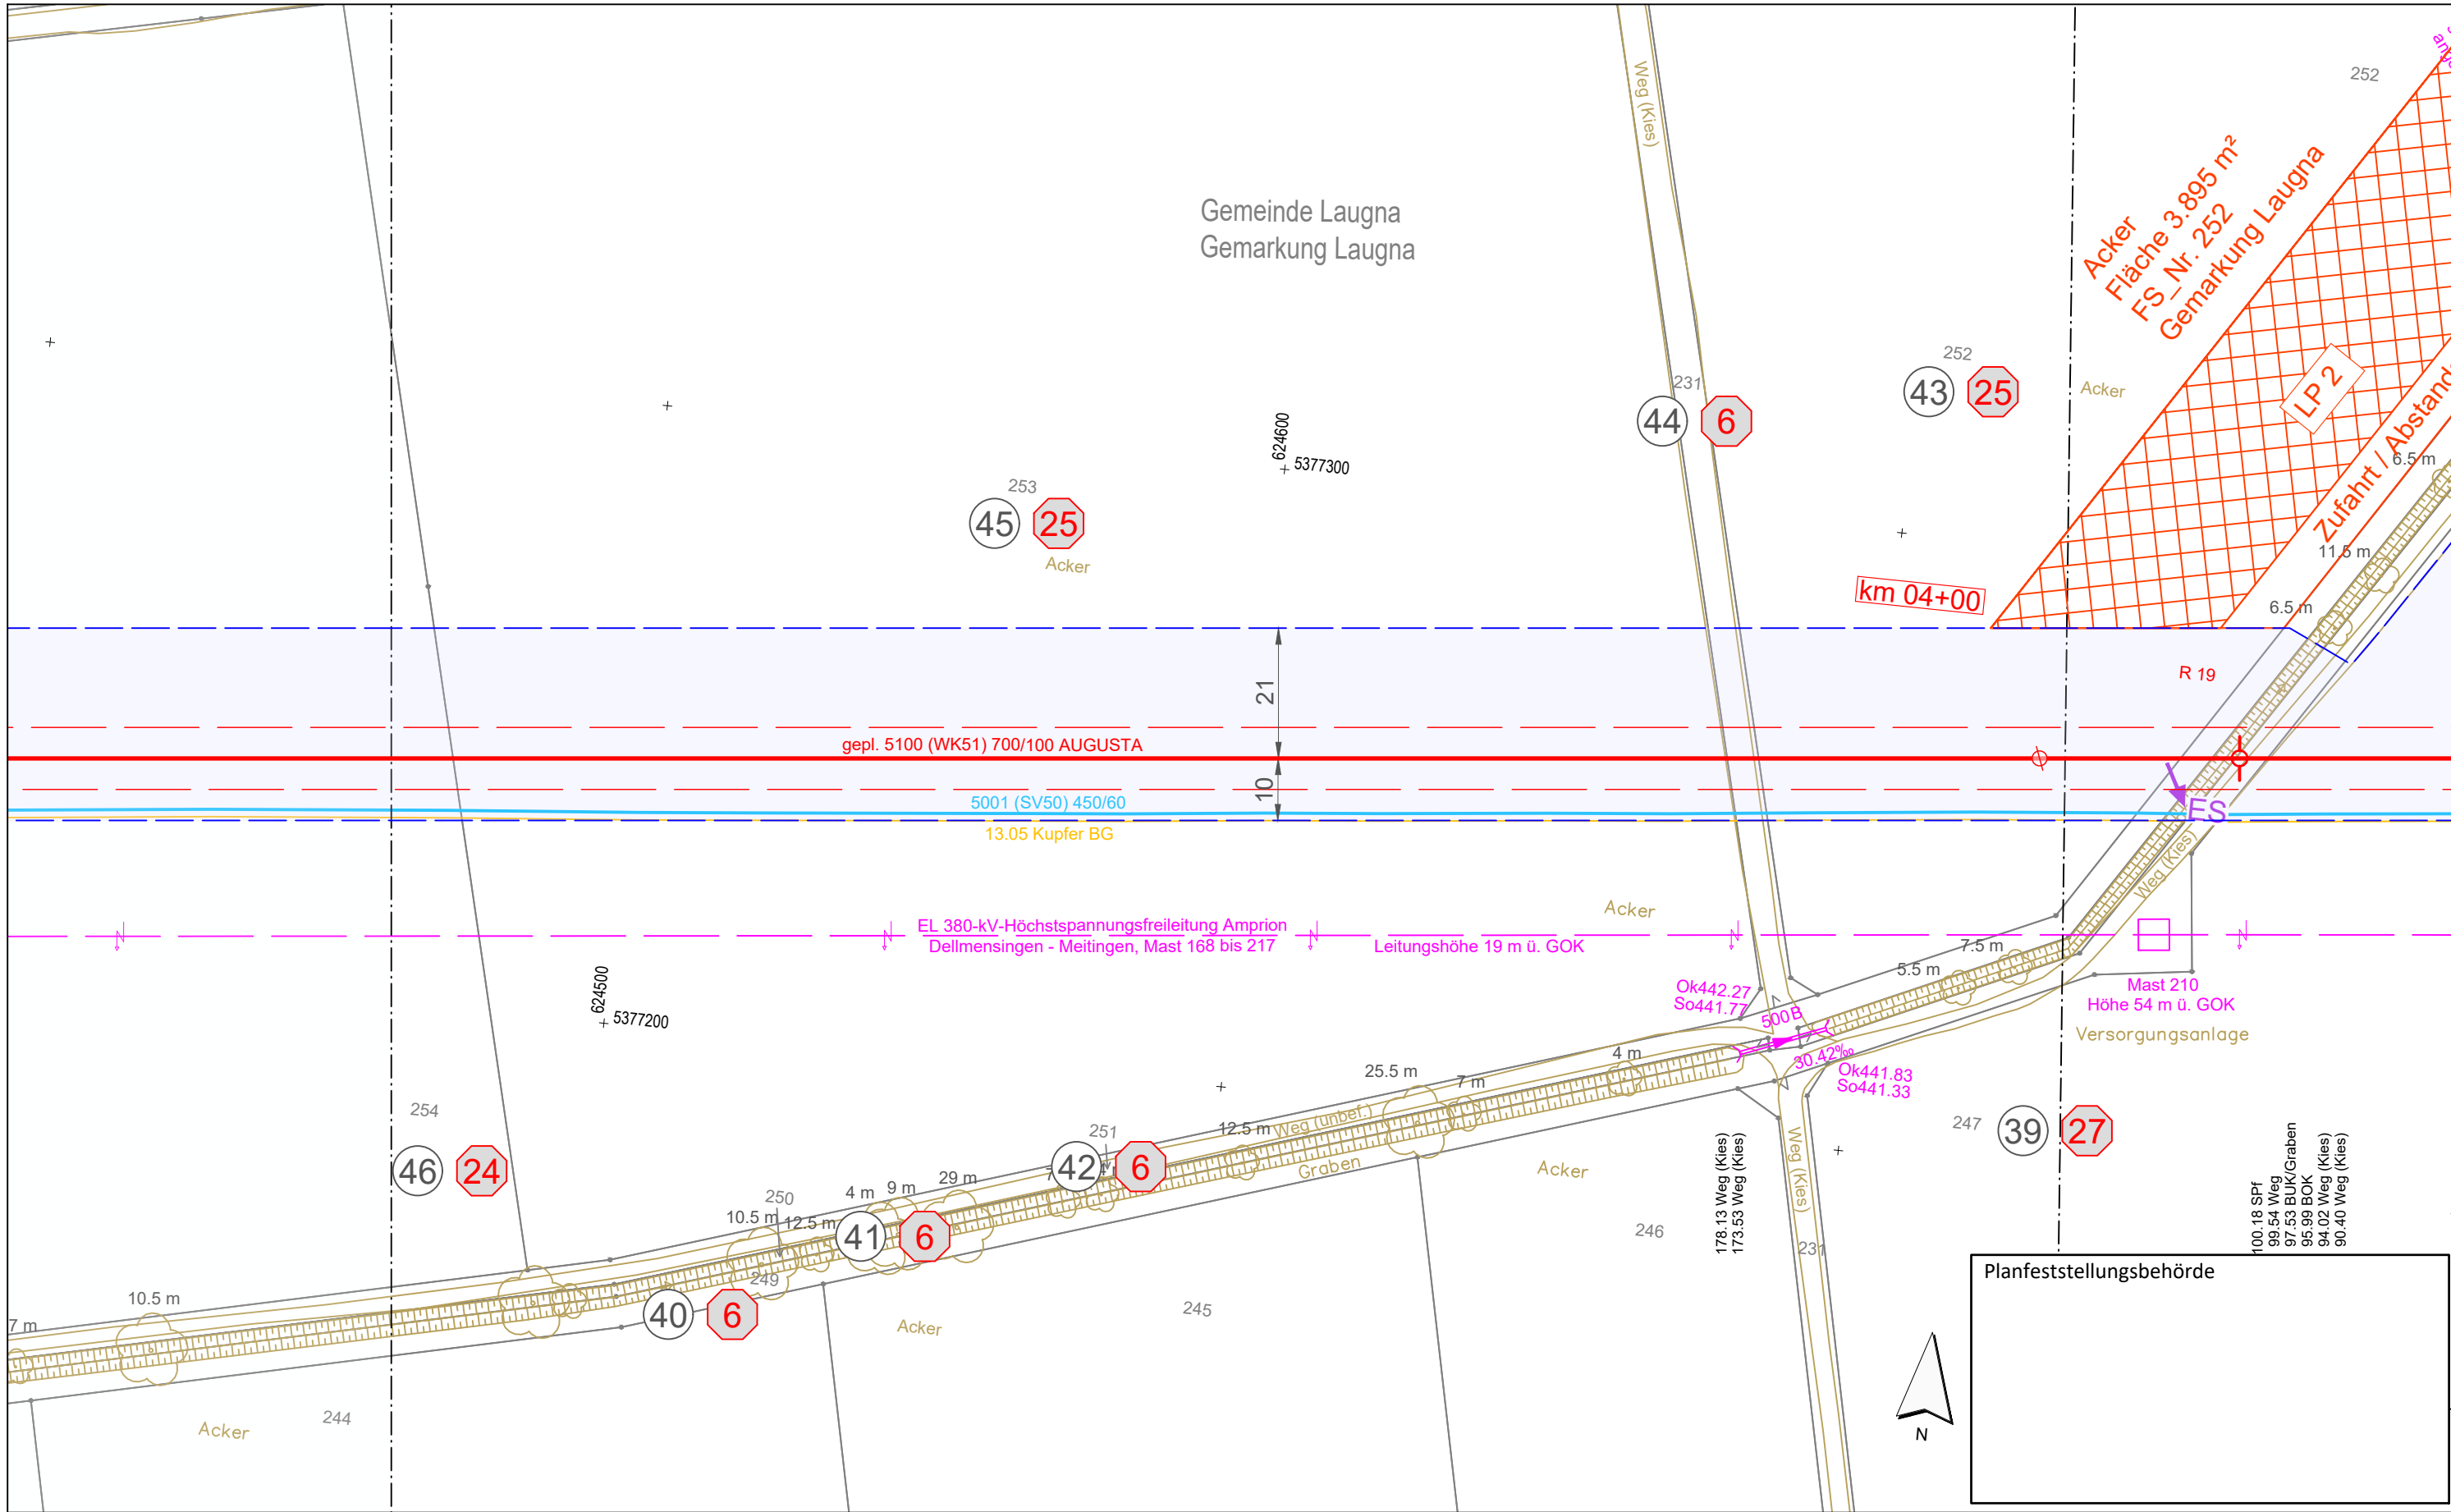 252
Weg (Kies)
Acker
Fläche 3.895 m²
FS_Nr. 252
Gemarkung Laugna
Gemeinde Laugna
Gemarkung Laugna
252
43 25
Acker
LP 2
Zufahrt / Abstand
231
44 6
624600
5377300
6.5 m
253
45 25
Acker
11.5 m
km 04+00
6.5 m
R 19
21
gepl. 5100 (WK51) 700/100 AUGUSTA
10
5001 (SV50) 450/60
ES
13.05 Kupfer BG
Weg (Kies)
Acker
EL 380-kV-Höchstspannungsfreileitung Amprion
Dellmensingen - Meitingen, Mast 168 bis 217
Leitungshöhe 19 m ü. GOK
7.5 m
5.5 m
Ok442.27
So441.77
500B
Mast 210
Höhe 54 m ü. GOK
Versorgungsanlage
624500
5377200
30.42‰
Ok441.83
So441.33
4 m
25.5 m
7 m
254
46 24
251
12.5 m
Weg (unbef.)
Graben
42 6
Acker
247
39 27
Weg (Kies)
178.13 Weg (Kies)
173.53 Weg (Kies)
100.18 SPf
99.54 Weg
97.53 BUK/Graben
95.99 BOK
94.02 Weg (Kies)
90.40 Weg (Kies)
250
4 m
9 m
29 m
10.5 m
12.5 m
41 6
246
231
249
10.5 m
7 m
40 6
245
Acker
Planfeststellungsbehörde
244
Acker
N